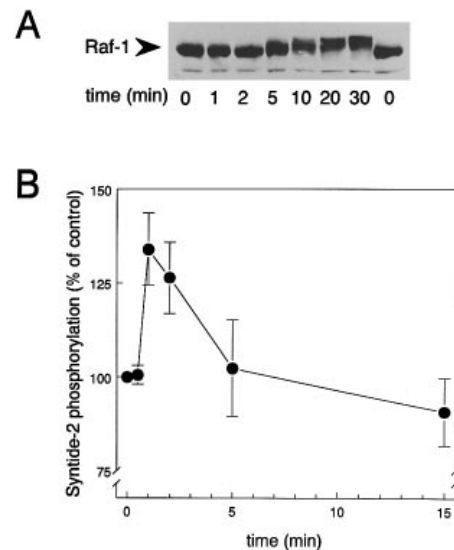 A
Raf-1
time (min) 0 1 2 5 10 20 30 0
B
Syntide-2 phosphorylation (% of control)
150
125
100
75
0 5 10 15
time (min)